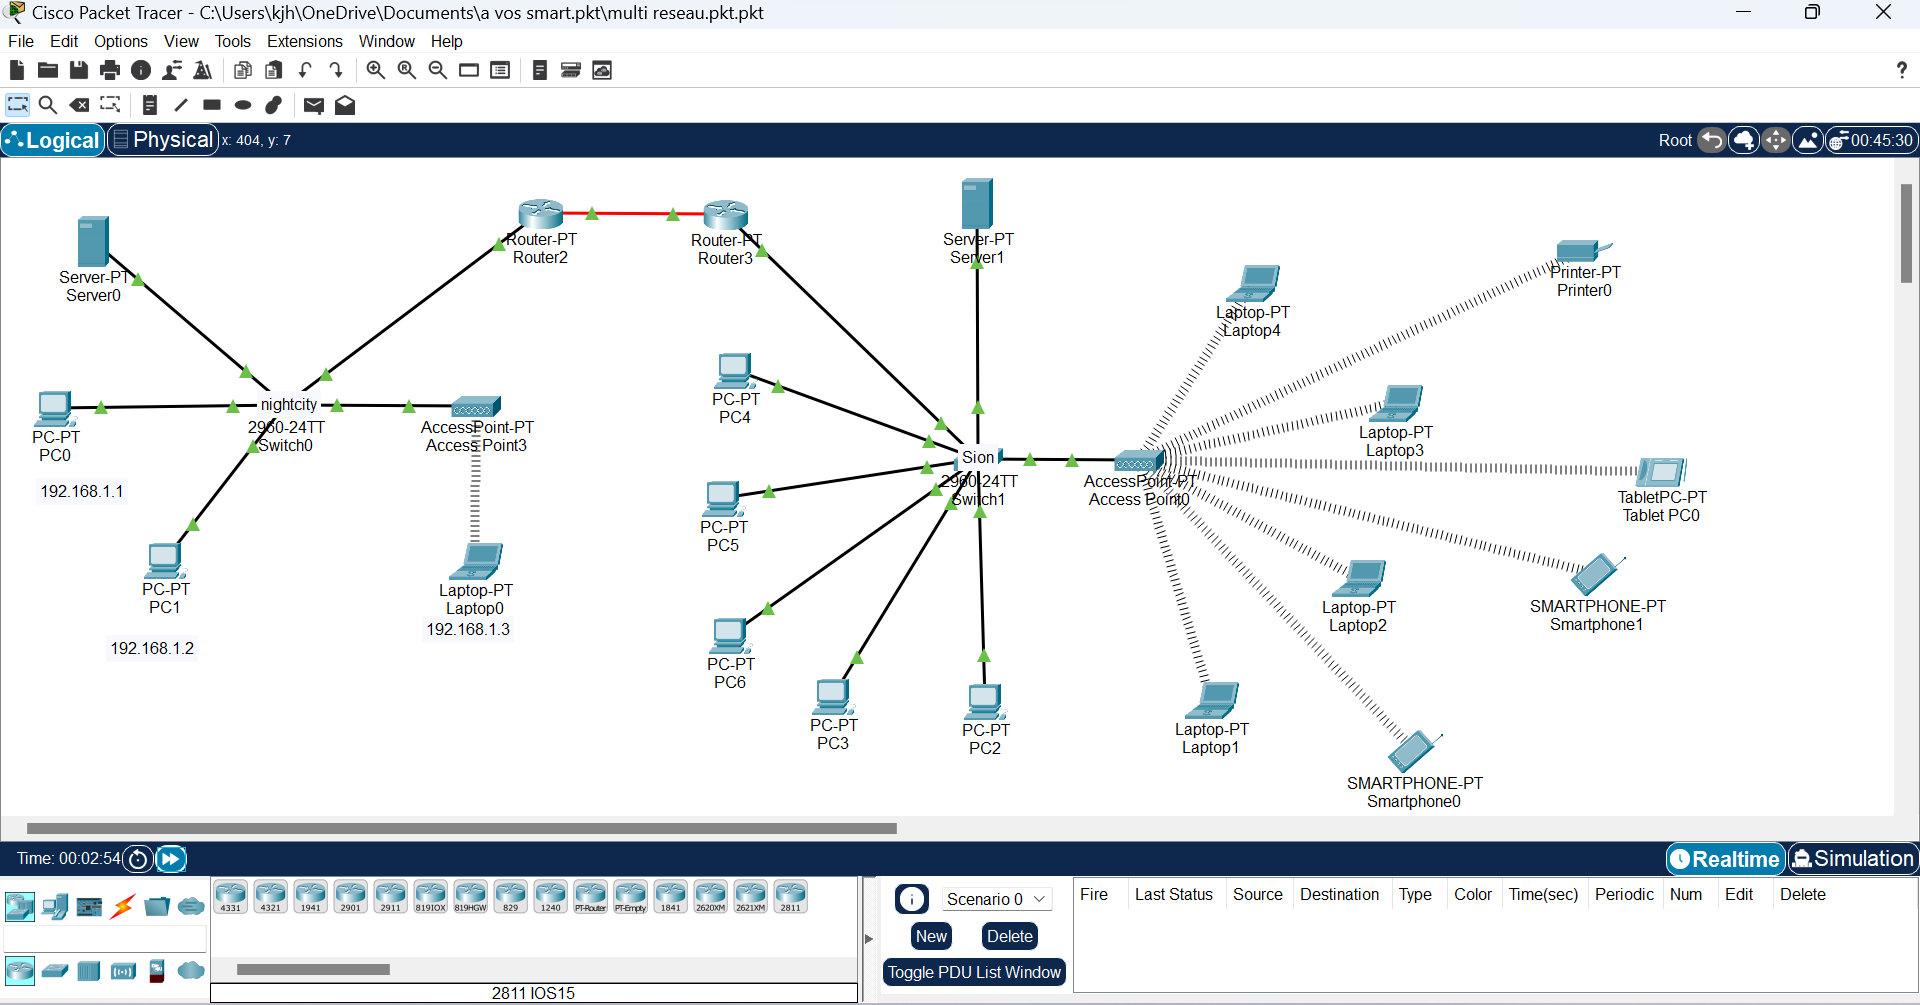 Cisco Packet Tracer - C:\Users\kjh\OneDrive\Documents\a vos smart.pkt\multi reseau.pkt.pkt
File Edit Options View Tools Extensions Window Help
?
Logical Physical x: 404, y: 7 Root 00:45:30
Server-PT
Server0
Router-PT
Router2
Router-PT
Router3
Server-PT
Server1
Laptop-PT
Laptop4
Printer-PT
Printer0
PC-PT
PC0
192.168.1.1
nightcity
2960-24TT
Switch0
AccessPoint-PT
Access Point3
PC-PT
PC4
Sion
2960-24TT
Switch1
AccessPoint-PT
Access Point0
Laptop-PT
Laptop3
TabletPC-PT
Tablet PC0
PC-PT
PC5
PC-PT
PC1
192.168.1.2
Laptop-PT
Laptop0
192.168.1.3
PC-PT
PC6
PC-PT
PC3
PC-PT
PC2
Laptop-PT
Laptop1
Laptop-PT
Laptop2
SMARTPHONE-PT
Smartphone1
SMARTPHONE-PT
Smartphone0
Time: 00:02:54 Realtime Simulation
4331 4321 1941 2901 2911 819IOX 819HGW 829 1240 PT-Router PT-Empty 1841 2620XM 2621XM 2811
2811 IOS15
Scenario 0
New Delete
Toggle PDU List Window
Fire Last Status Source Destination Type Color Time(sec) Periodic Num Edit Delete